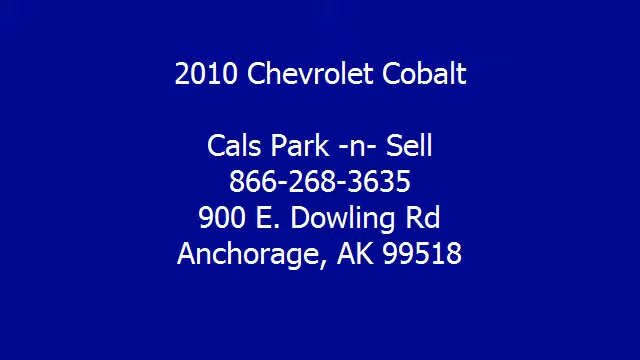 2010 Chevrolet Cobalt
Cals Park -n- Sell
866-268-3635
900 E. Dowling Rd
Anchorage, AK 99518